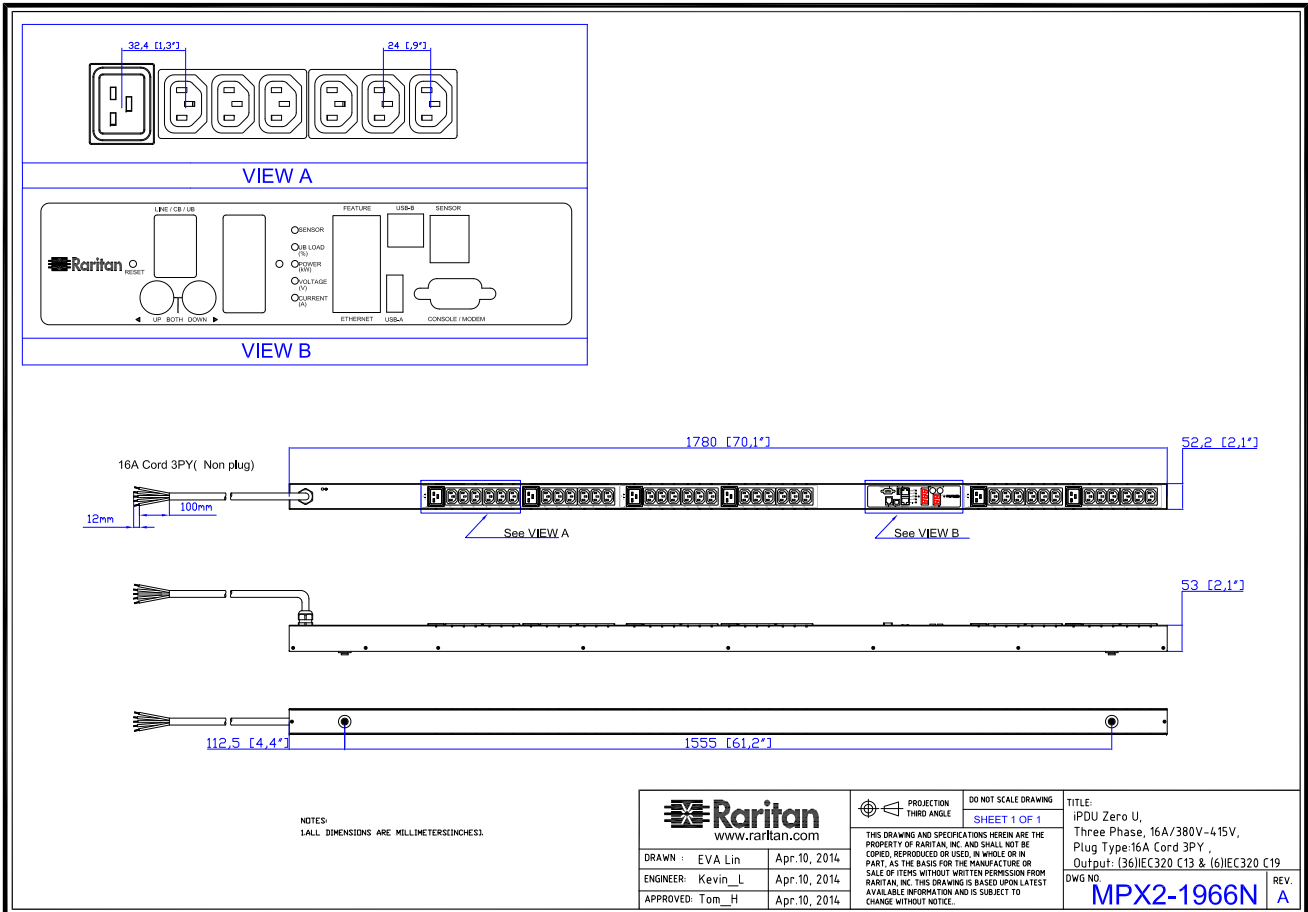 32,4 [1,3"]
24 [,9"]
VIEW A
LINE / CB / UB
FEATURE
USB-B
SENSOR
SENSOR
UB LOAD
(%)
Raritan
RESET
POWER
(kW)
VOLTAGE
(V)
CURRENT
(A)
UP BOTH DOWN
ETHERNET
USB-A
CONSOLE / MODEM
VIEW B
1780 [70,1"]
52,2 [2,1"]
16A Cord 3PY( Non plug)
100mm
12mm
See VIEW A
See VIEW B
53 [2,1"]
112,5 [4,4"]
1555 [61,2"]
NOTES:
1.ALL DIMENSIONS ARE MILLIMETERS[INCHES].
Raritan
www.raritan.com
DRAWN : EVA Lin Apr.10, 2014
ENGINEER: Kevin_L Apr.10, 2014
APPROVED: Tom_H Apr.10, 2014
PROJECTION
THIRD ANGLE
DO NOT SCALE DRAWING
SHEET 1 OF 1
THIS DRAWING AND SPECIFICATIONS HEREIN ARE THE
PROPERTY OF RARITAN, INC. AND SHALL NOT BE
COPIED, REPRODUCED OR USED, IN WHOLE OR IN
PART, AS THE BASIS FOR THE MANUFACTURE OR
SALE OF ITEMS WITHOUT WRITTEN PERMISSION FROM
RARITAN, INC. THIS DRAWING IS BASED UPON LATEST
AVAILABLE INFORMATION AND IS SUBJECT TO
CHANGE WITHOUT NOTICE..
TITLE:
iPDU Zero U,
Three Phase, 16A/380V-415V,
Plug Type:16A Cord 3PY ,
Output: (36)IEC320 C13 & (6)IEC320 C19
DWG NO.
MPX2-1966N
REV.
A